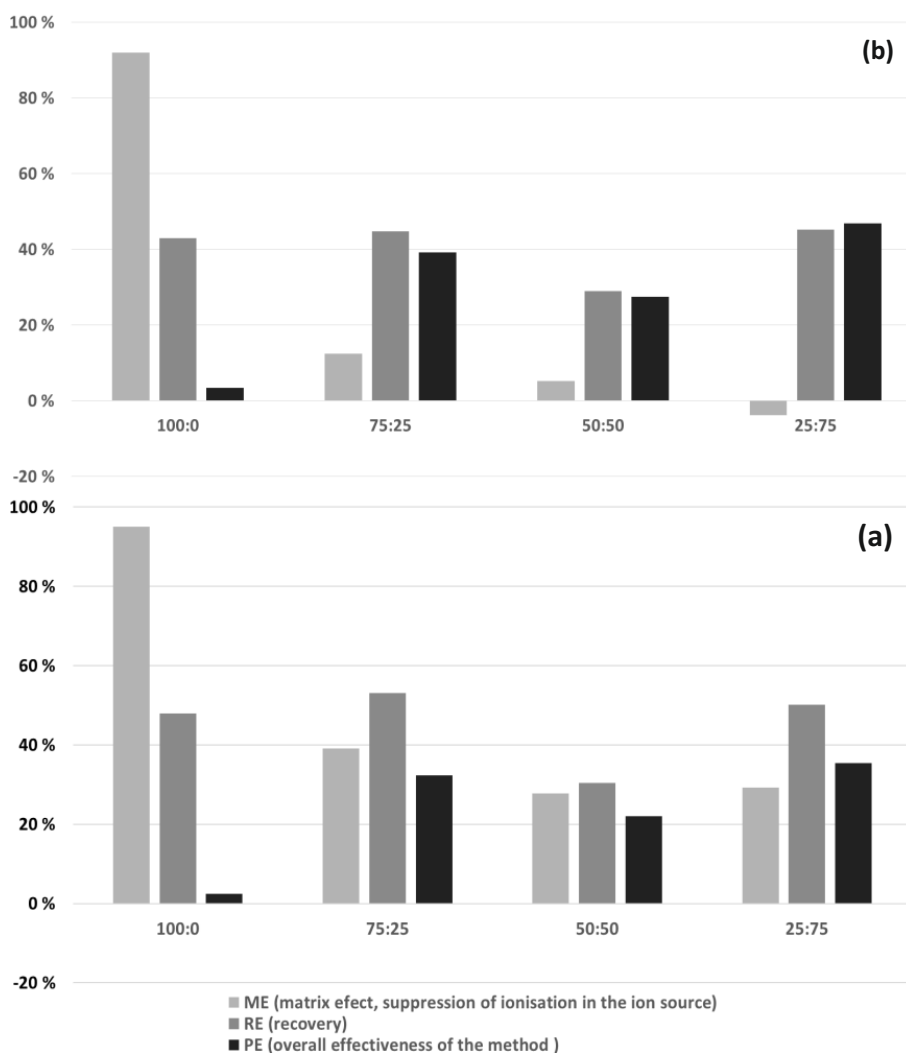 100 %
(b)
80 %
60 %
40 %
20 %
0 %
100:0 75:25 50:50 25:75
-20 %
100 %
(a)
80 %
60 %
40 %
20 %
0 %
100:0 75:25 50:50 25:75
-20 %
ME (matrix efect, suppression of ionisation in the ion source)
RE (recovery)
PE (overall effectiveness of the method )